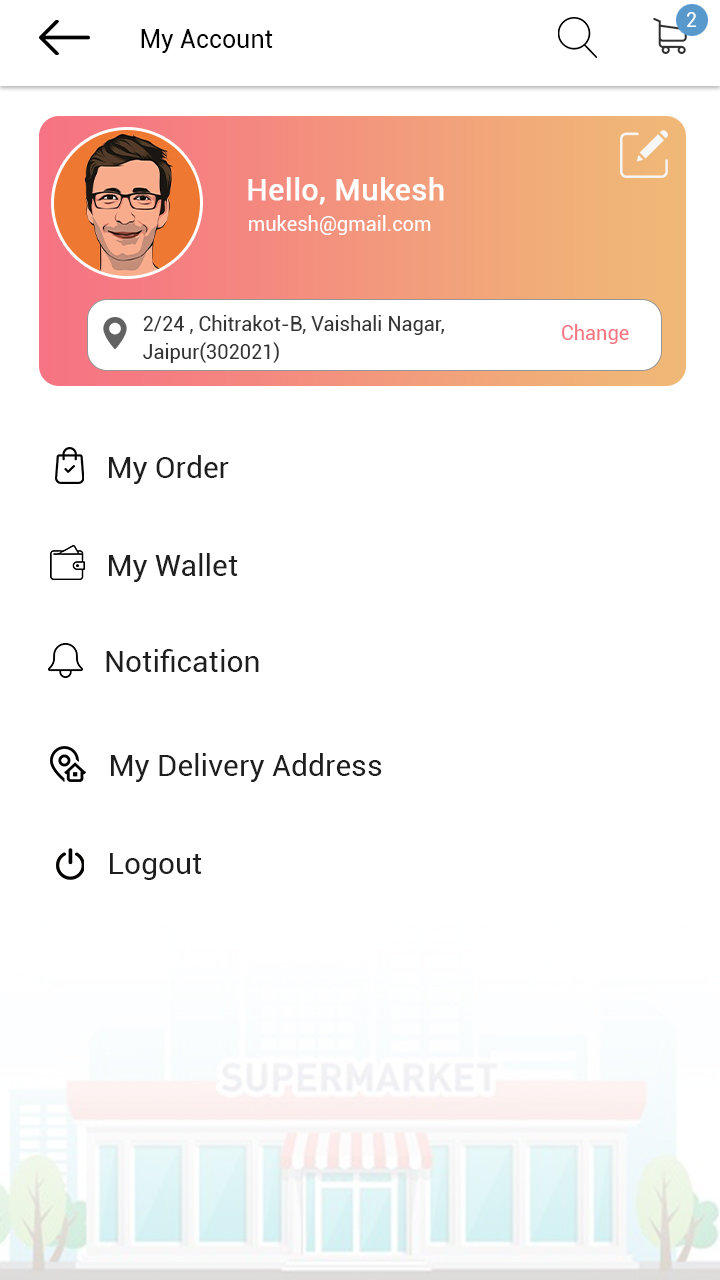 My Account
2
Hello, Mukesh
mukesh@gmail.com
2/24 , Chitrakot-B, Vaishali Nagar,
Jaipur(302021)
Change
My Order
My Wallet
Notification
My Delivery Address
Logout
SUPERMARKET